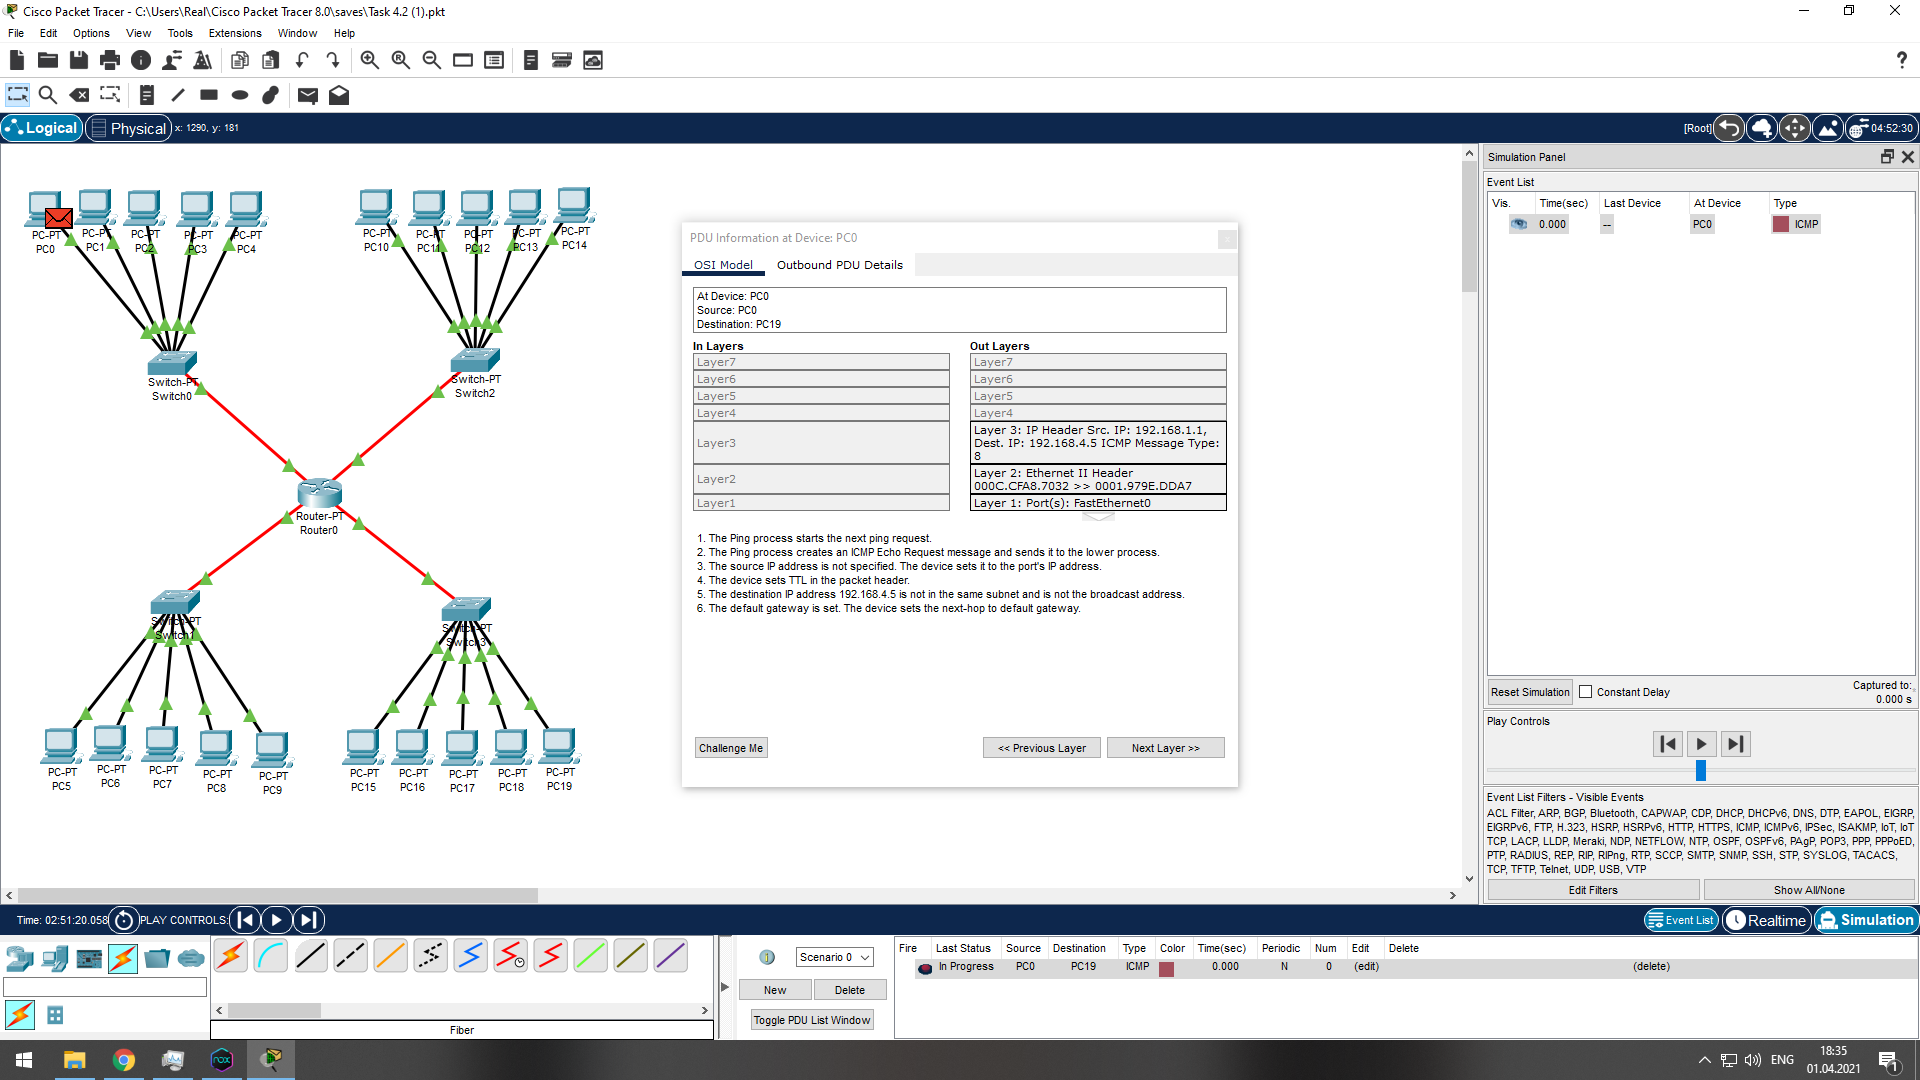 Cisco Packet Tracer - C:\Users\Real\Cisco Packet Tracer 8.0\saves\Task 4.2 (1).pkt
File Edit Options View Tools Extensions Window Help
Logical Physical x: 1290, y: 181 [Root] 04:52:30
PC-PT PC0
PC-PT PC1
PC-PT PC2
PC-PT PC3
PC-PT PC4
PC-PT PC10
PC-PT PC11
PC-PT PC12
PC-PT PC13
PC-PT PC14
Switch-PT Switch0
Switch-PT Switch2
Router-PT Router0
Switch-PT Switch1
Switch-PT Switch3
PC-PT PC5
PC-PT PC6
PC-PT PC7
PC-PT PC8
PC-PT PC9
PC-PT PC15
PC-PT PC16
PC-PT PC17
PC-PT PC18
PC-PT PC19
PDU Information at Device: PC0
OSI Model Outbound PDU Details
At Device: PC0
Source: PC0
Destination: PC19
In Layers
Layer7
Layer6
Layer5
Layer4
Layer3
Layer2
Layer1
Out Layers
Layer7
Layer6
Layer5
Layer4
Layer 3: IP Header Src. IP: 192.168.1.1,
Dest. IP: 192.168.4.5 ICMP Message Type:
8
Layer 2: Ethernet II Header
000C.CFA8.7032 >> 0001.979E.DDA7
Layer 1: Port(s): FastEthernet0
1. The Ping process starts the next ping request.
2. The Ping process creates an ICMP Echo Request message and sends it to the lower process.
3. The source IP address is not specified. The device sets it to the port's IP address.
4. The device sets TTL in the packet header.
5. The destination IP address 192.168.4.5 is not in the same subnet and is not the broadcast address.
6. The default gateway is set. The device sets the next-hop to default gateway.
Challenge Me << Previous Layer Next Layer >>
Simulation Panel
Event List
Vis. Time(sec) Last Device At Device Type
0.000 -- PC0 ICMP
Reset Simulation Constant Delay
Captured to:
0.000 s
Play Controls
Event List Filters - Visible Events
ACL Filter, ARP, BGP, Bluetooth, CAPWAP, CDP, DHCP, DHCPv6, DNS, DTP, EAPOL, EIGRP,
EIGRPv6, FTP, H.323, HSRP, HSRPv6, HTTP, HTTPS, ICMP, ICMPv6, IPSec, ISAKMP, IoT, IoT
TCP, LACP, LLDP, Meraki, NDP, NETFLOW, NTP, OSPF, OSPFv6, PAgP, POP3, PPP, PPPoED,
PTP, RADIUS, REP, RIP, RIPng, RTP, SCCP, SMTP, SNMP, SSH, STP, SYSLOG, TACACS,
TCP, TFTP, Telnet, UDP, USB, VTP
Edit Filters Show All/None
Time: 02:51:20.058 PLAY CONTROLS: Event List Realtime Simulation
Fiber
Scenario 0
New Delete
Toggle PDU List Window
Fire Last Status Source Destination Type Color Time(sec) Periodic Num Edit Delete
In Progress PC0 PC19 ICMP 0.000 N 0 (edit) (delete)
nox
ENG
18:35
01.04.2021
1